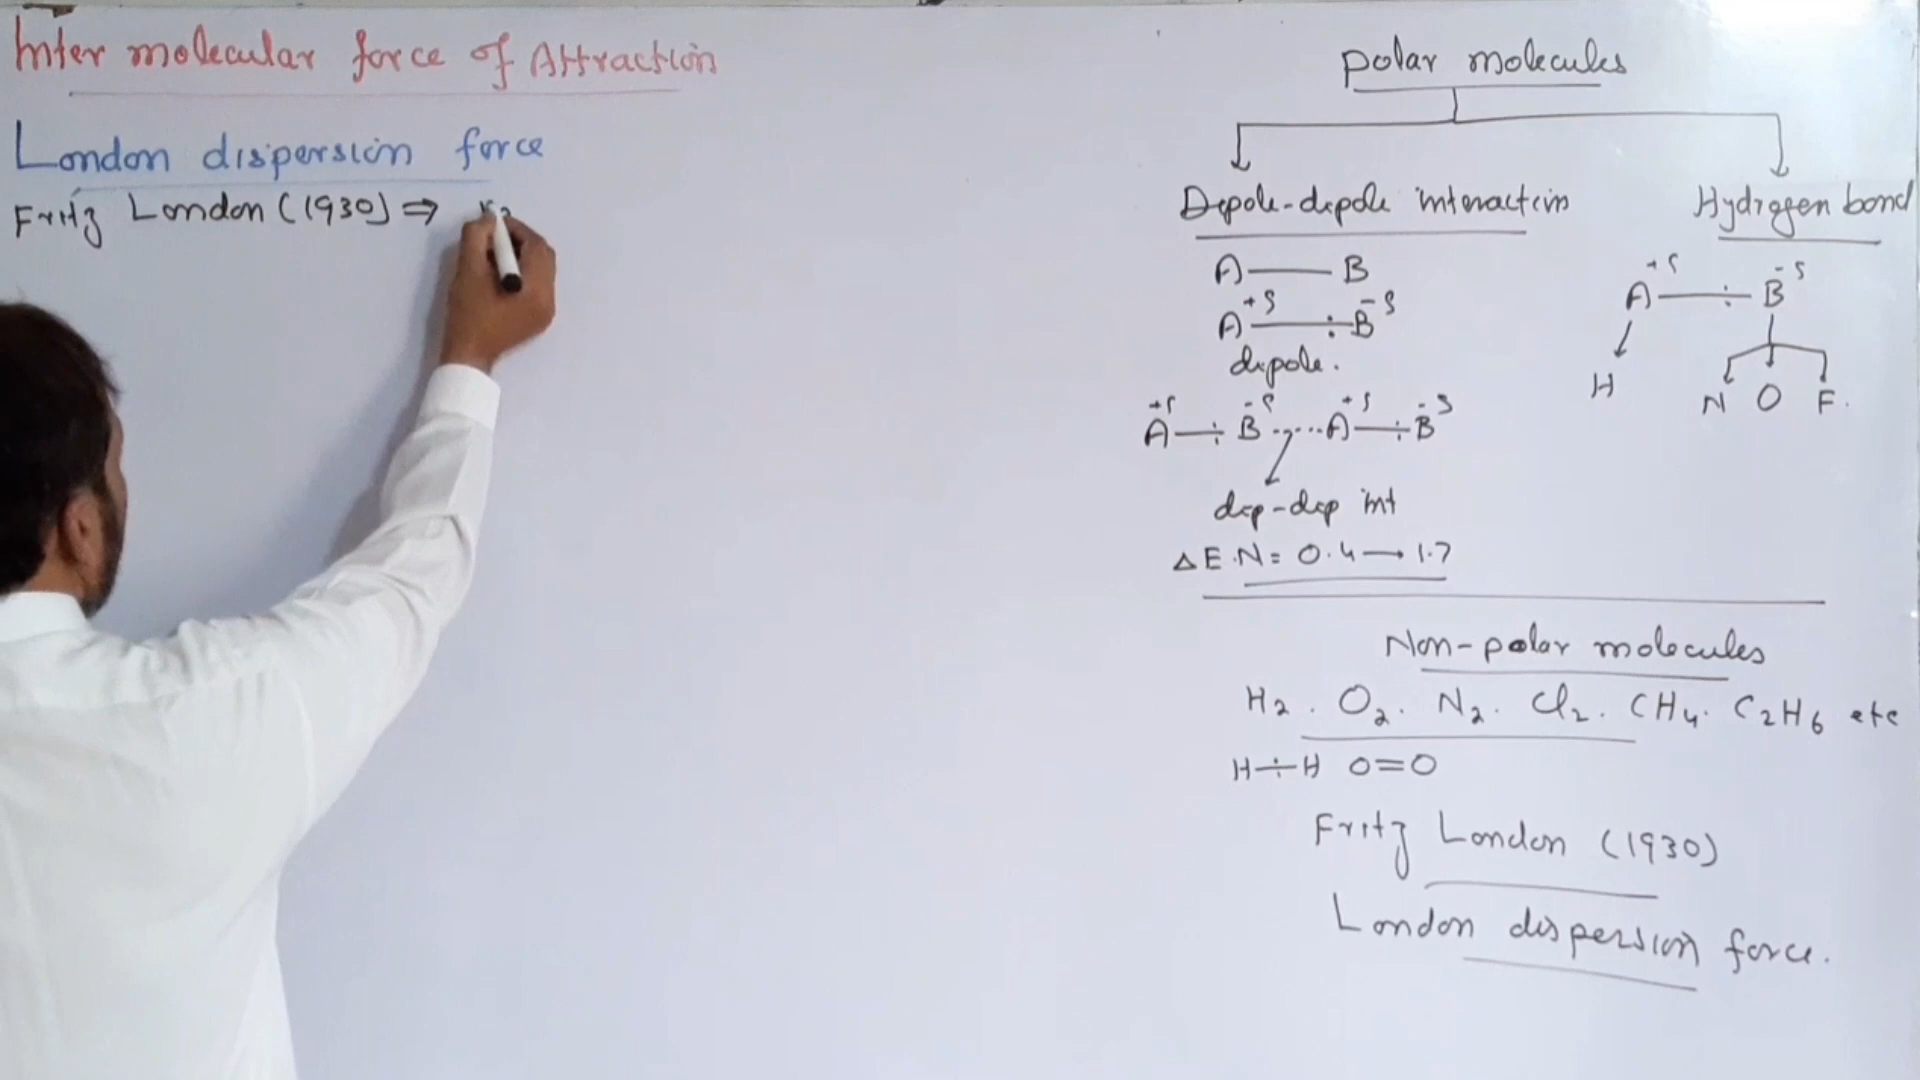 Inter molecular force of Attraction
London dispersion force
Fritz London (1930) ⇒
polar molecules
Dipole-dipole interaction
A — B
+δ -δ
A —:B
dipole.
+δ -δ +δ -δ
A —: B ...... A —: B
dip-dip int
ΔE.N = 0.4 → 1.7
Hydrogen bond
+δ -δ
A —:— B
H
N O F.
Non-polar molecules
H2. O2. N2. Cl2. CH4. C2H6 etc
H—:—H O=O
Fritz London (1930)
London dispersion force.